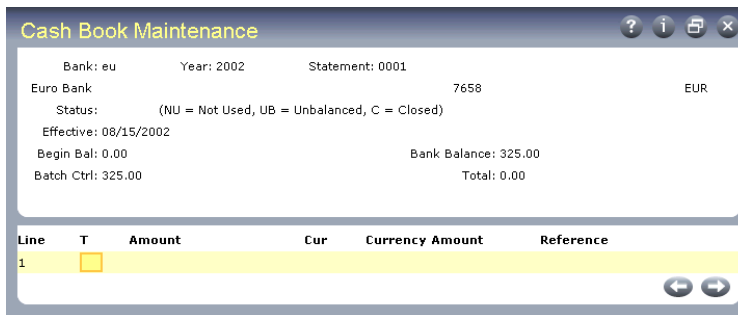 Cash Book Maintenance
Bank: eu Year: 2002 Statement: 0001
Euro Bank 7658 EUR
Status: (NU = Not Used, UB = Unbalanced, C = Closed)
Effective: 08/15/2002
Begin Bal: 0.00 Bank Balance: 325.00
Batch Ctrl: 325.00 Total: 0.00
Line T Amount Cur Currency Amount Reference
1